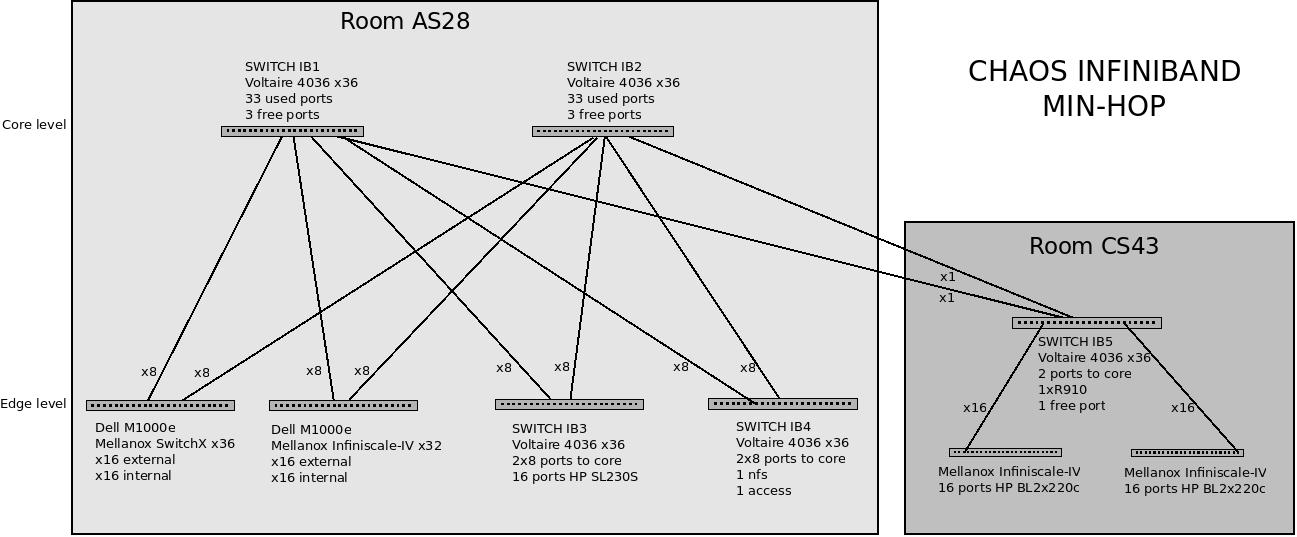 Room AS28
CHAOS INFINIBAND
MIN-HOP
SWITCH IB1
Voltaire 4036 x36
33 used ports
3 free ports
SWITCH IB2
Voltaire 4036 x36
33 used ports
3 free ports
Core level
Room CS43
x1
x1
SWITCH IB5
Voltaire 4036 x36
2 ports to core
1xR910
1 free port
x16
x16
Mellanox Infiniscale-IV
16 ports HP BL2x220c
Mellanox Infiniscale-IV
16 ports HP BL2x220c
x8
x8
x8
x8
x8
x8
x8
x8
Edge level
Dell M1000e
Mellanox SwitchX x36
x16 external
x16 internal
Dell M1000e
Mellanox Infiniscale-IV x32
x16 external
x16 internal
SWITCH IB3
Voltaire 4036 x36
2x8 ports to core
16 ports HP SL230S
SWITCH IB4
Voltaire 4036 x36
2x8 ports to core
1 nfs
1 access